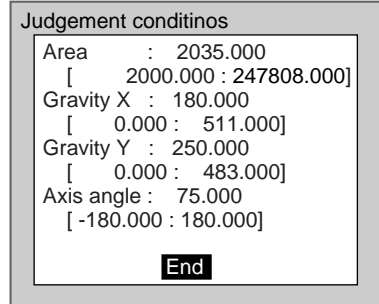 Judgement conditinos
Area : 2035.000
[ 2000.000 : 247808.000]
Gravity X : 180.000
[ 0.000 : 511.000]
Gravity Y : 250.000
[ 0.000 : 483.000]
Axis angle : 75.000
[ -180.000 : 180.000]
End